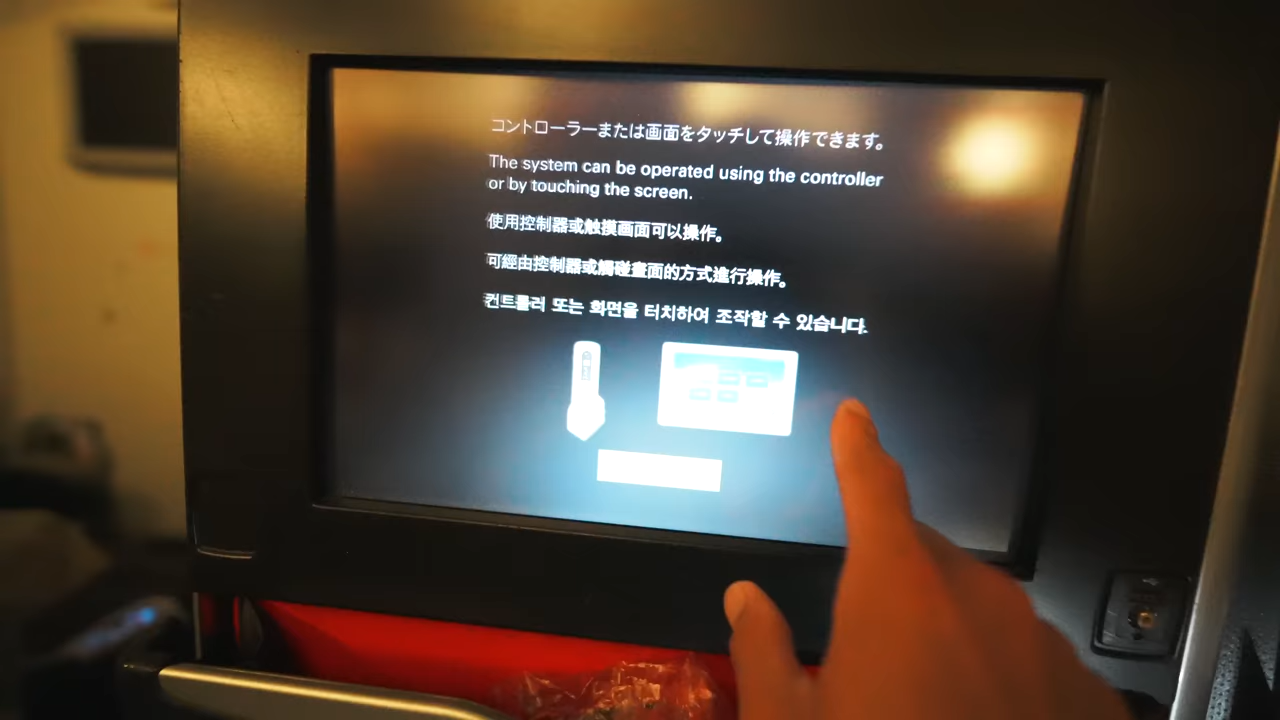 コントローラーまたは画面をタッチして操作できます。
The system can be operated using the controller
or by touching the screen.
使用控制器或触摸画面可以操作。
可經由控制器或觸碰畫面的方式進行操作。
컨트롤러 또는 화면을 터치하여 조작할 수 있습니다.